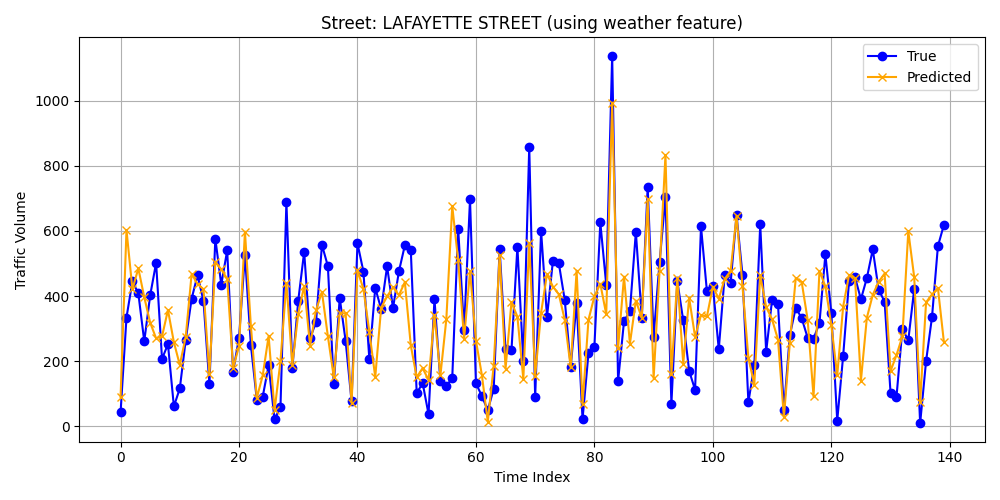 Street: LAFAYETTE STREET (using weather feature)
True
Predicted
Traffic Volume
1000
800
600
400
200
0
0 20 40 60 80 100 120 140
Time Index